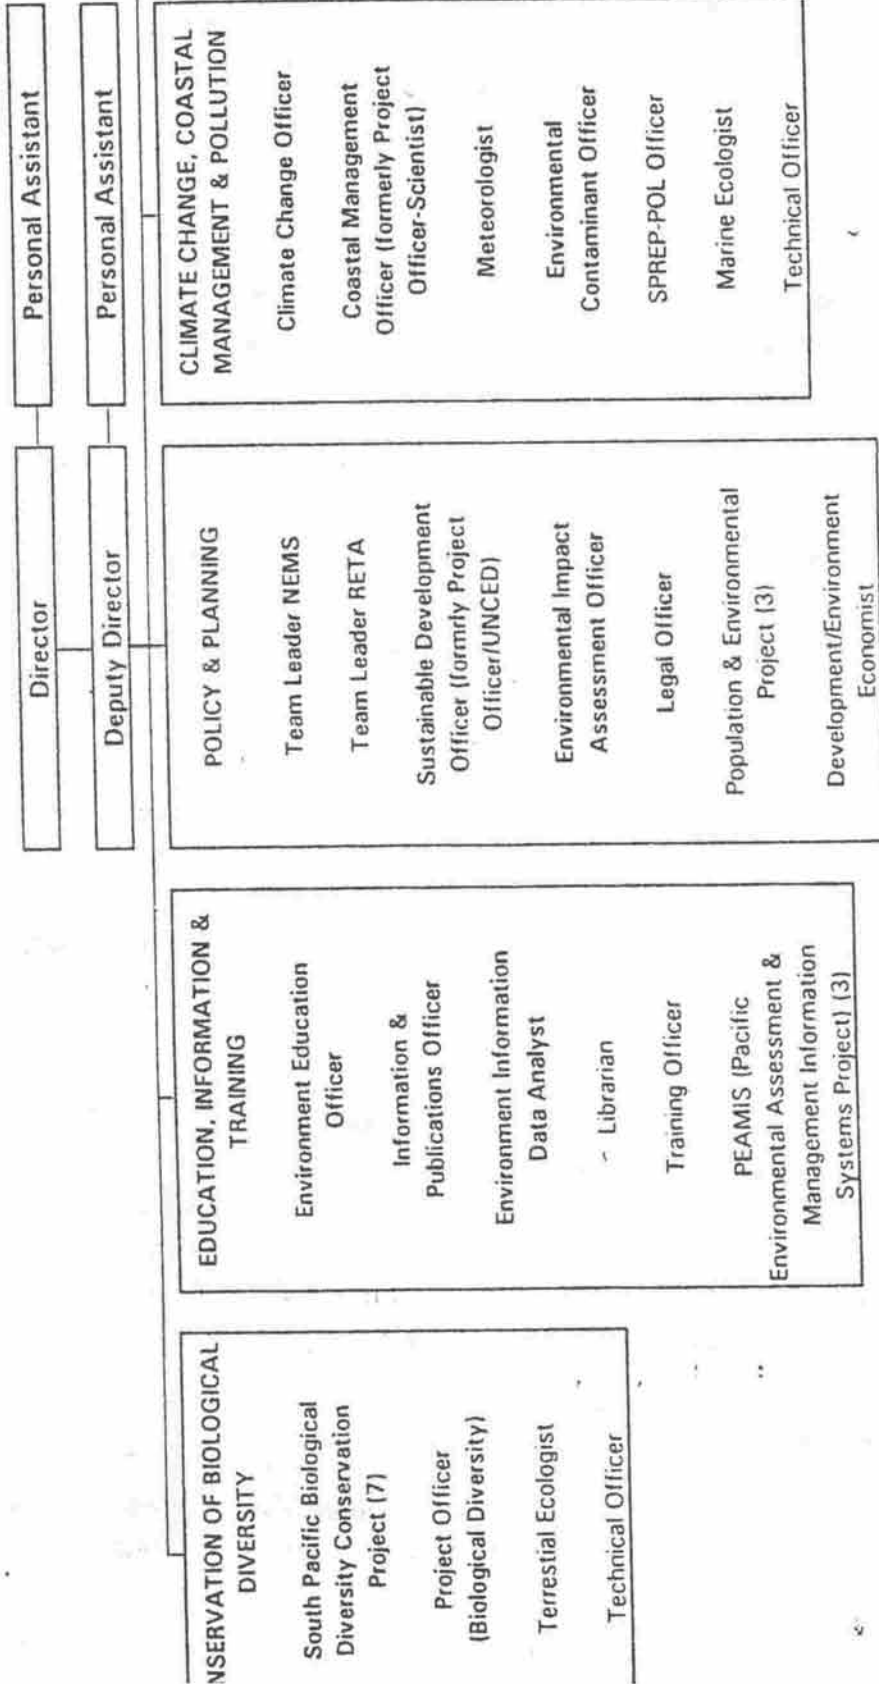 Director
Personal Assistant
Deputy Director
Personal Assistant
NSERVATION OF BIOLOGICAL
DIVERSITY
South Pacific Biological
Diversity Conservation
Project (7)
Project Officer
(Biological Diversity)
Terrestial Ecologist
Technical Officer
EDUCATION, INFORMATION &
TRAINING
Environment Education
Officer
Information &
Publications Officer
Environment Information
Data Analyst
Librarian
Training Officer
PEAMIS (Pacific
Environmental Assessment &
Management Information
Systems Project) (3)
POLICY & PLANNING
Team Leader NEMS
Team Leader RETA
Sustainable Development
Officer (formrly Project
Officer/UNCED)
Environmental Impact
Assessment Officer
Legal Officer
Population & Environmental
Project (3)
Development/Environment
Economist
CLIMATE CHANGE, COASTAL
MANAGEMENT & POLLUTION
Climate Change Officer
Coastal Management
Officer (formerly Project
Officer-Scientist)
Meteorologist
Environmental
Contaminant Officer
SPREP-POL Officer
Marine Ecologist
Technical Officer